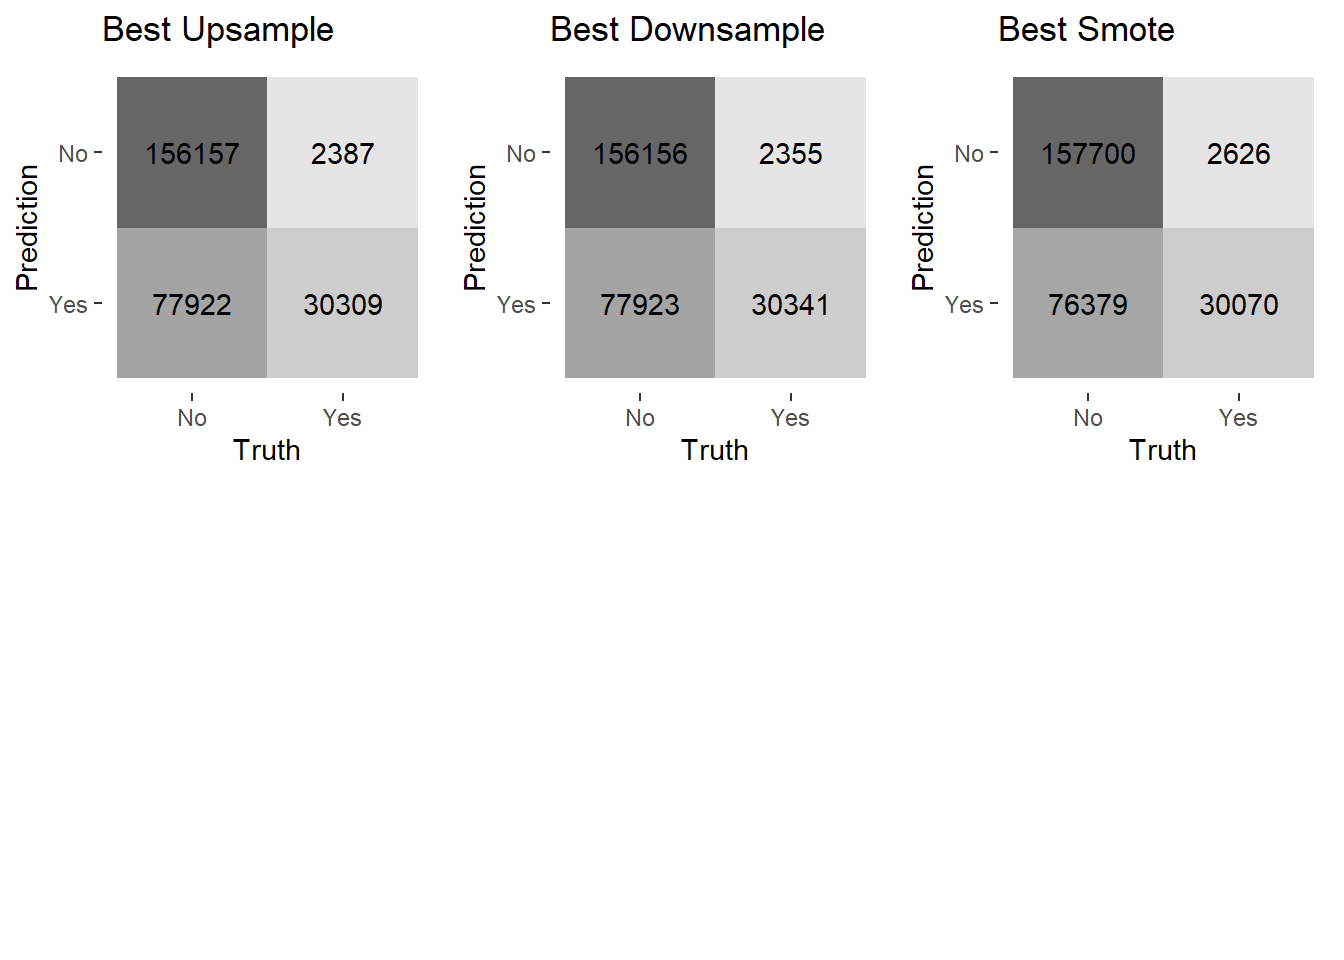 Best Upsample
Prediction
No
156157
2387
Yes
77922
30309
No
Yes
Truth
Best Downsample
Prediction
No
156156
2355
Yes
77923
30341
No
Yes
Truth
Best Smote
Prediction
No
157700
2626
Yes
76379
30070
No
Yes
Truth